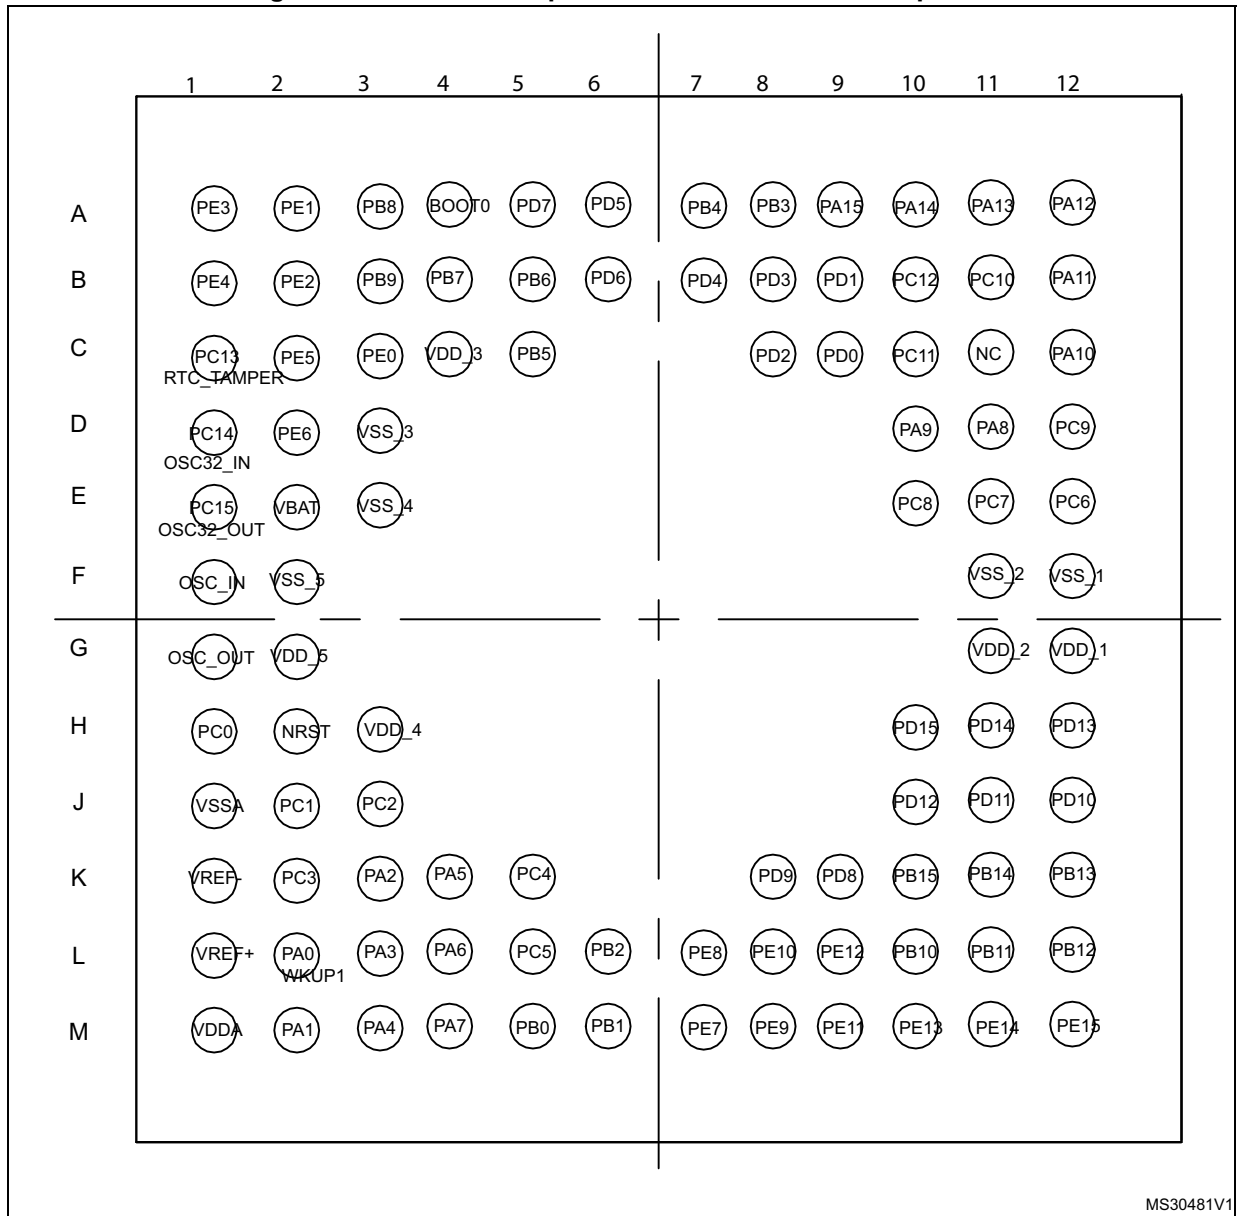 1 2 3 4 5 6 7 8 9 10 11 12
A PE3 PE1 PB8 BOOT0 PD7 PD5 PB4 PB3 PA15 PA14 PA13 PA12
B PE4 PE2 PB9 PB7 PB6 PD6 PD4 PD3 PD1 PC12 PC10 PA11
C PC13 PE5 PE0 VDD_3 PB5 PD2 PD0 PC11 NC PA10
RTC_TAMPER
D PC14 PE6 VSS_3 PA9 PA8 PC9
OSC32_IN
E PC15 VBAT VSS_4 PC8 PC7 PC6
OSC32_OUT
F OSC_IN VSS_5 VSS_2 VSS_1
G OSC_OUT VDD_5 VDD_2 VDD_1
H PC0 NRST VDD_4 PD15 PD14 PD13
J VSSA PC1 PC2 PD12 PD11 PD10
K VREF- PC3 PA2 PA5 PC4 PD9 PD8 PB15 PB14 PB13
L VREF+ PA0 PA3 PA6 PC5 PB2 PE8 PE10 PE12 PB10 PB11 PB12
WKUP1
M VDDA PA1 PA4 PA7 PB0 PB1 PE7 PE9 PE11 PE13 PE14 PE15
MS30481V1